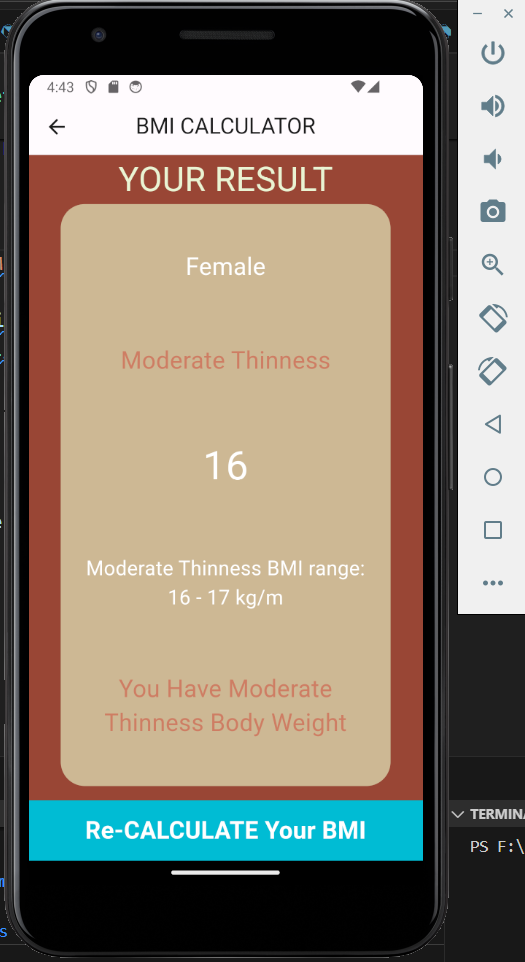 4:43
BMI CALCULATOR
YOUR RESULT
Female
Moderate Thinness
16
Moderate Thinness BMI range:
16 - 17 kg/m
You Have Moderate
Thinness Body Weight
Re-CALCULATE Your BMI
PS F:\